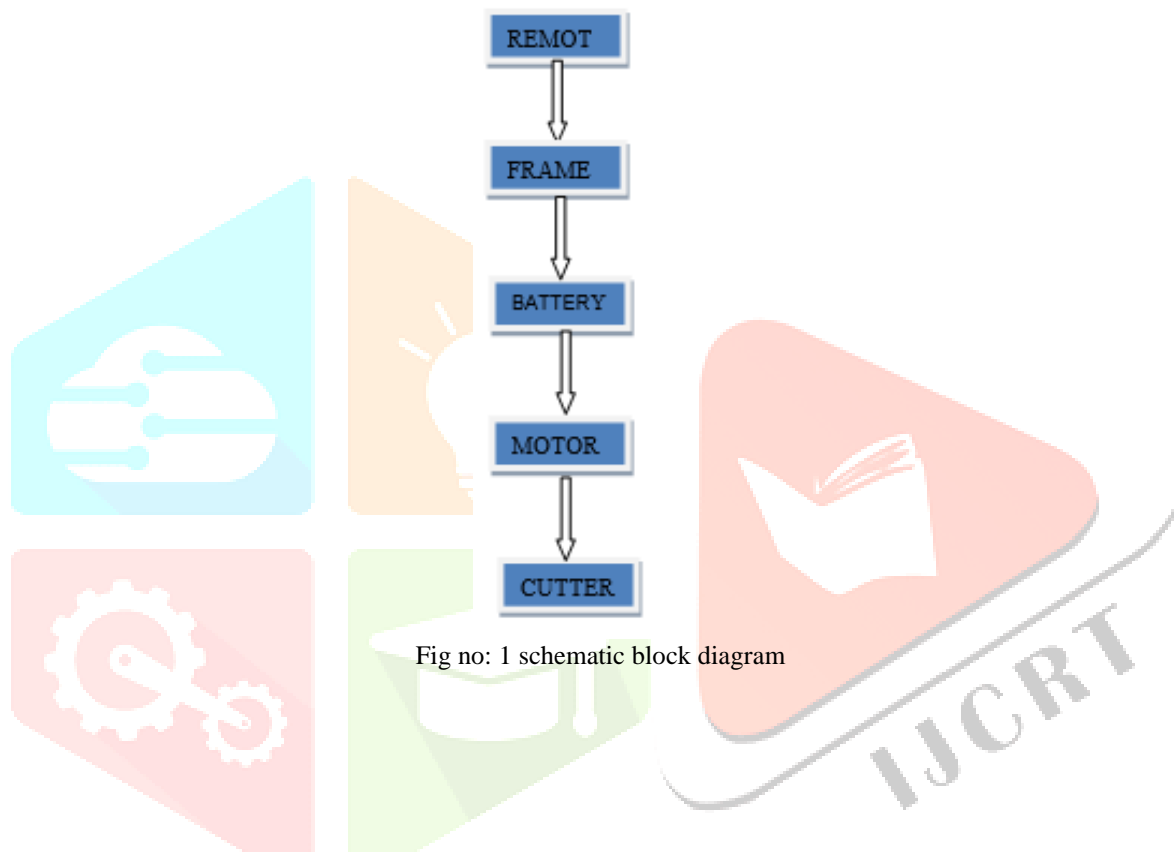 REMOT
FRAME
BATTERY
MOTOR
CUTTER
Fig no: 1 schematic block diagram
IJCRT